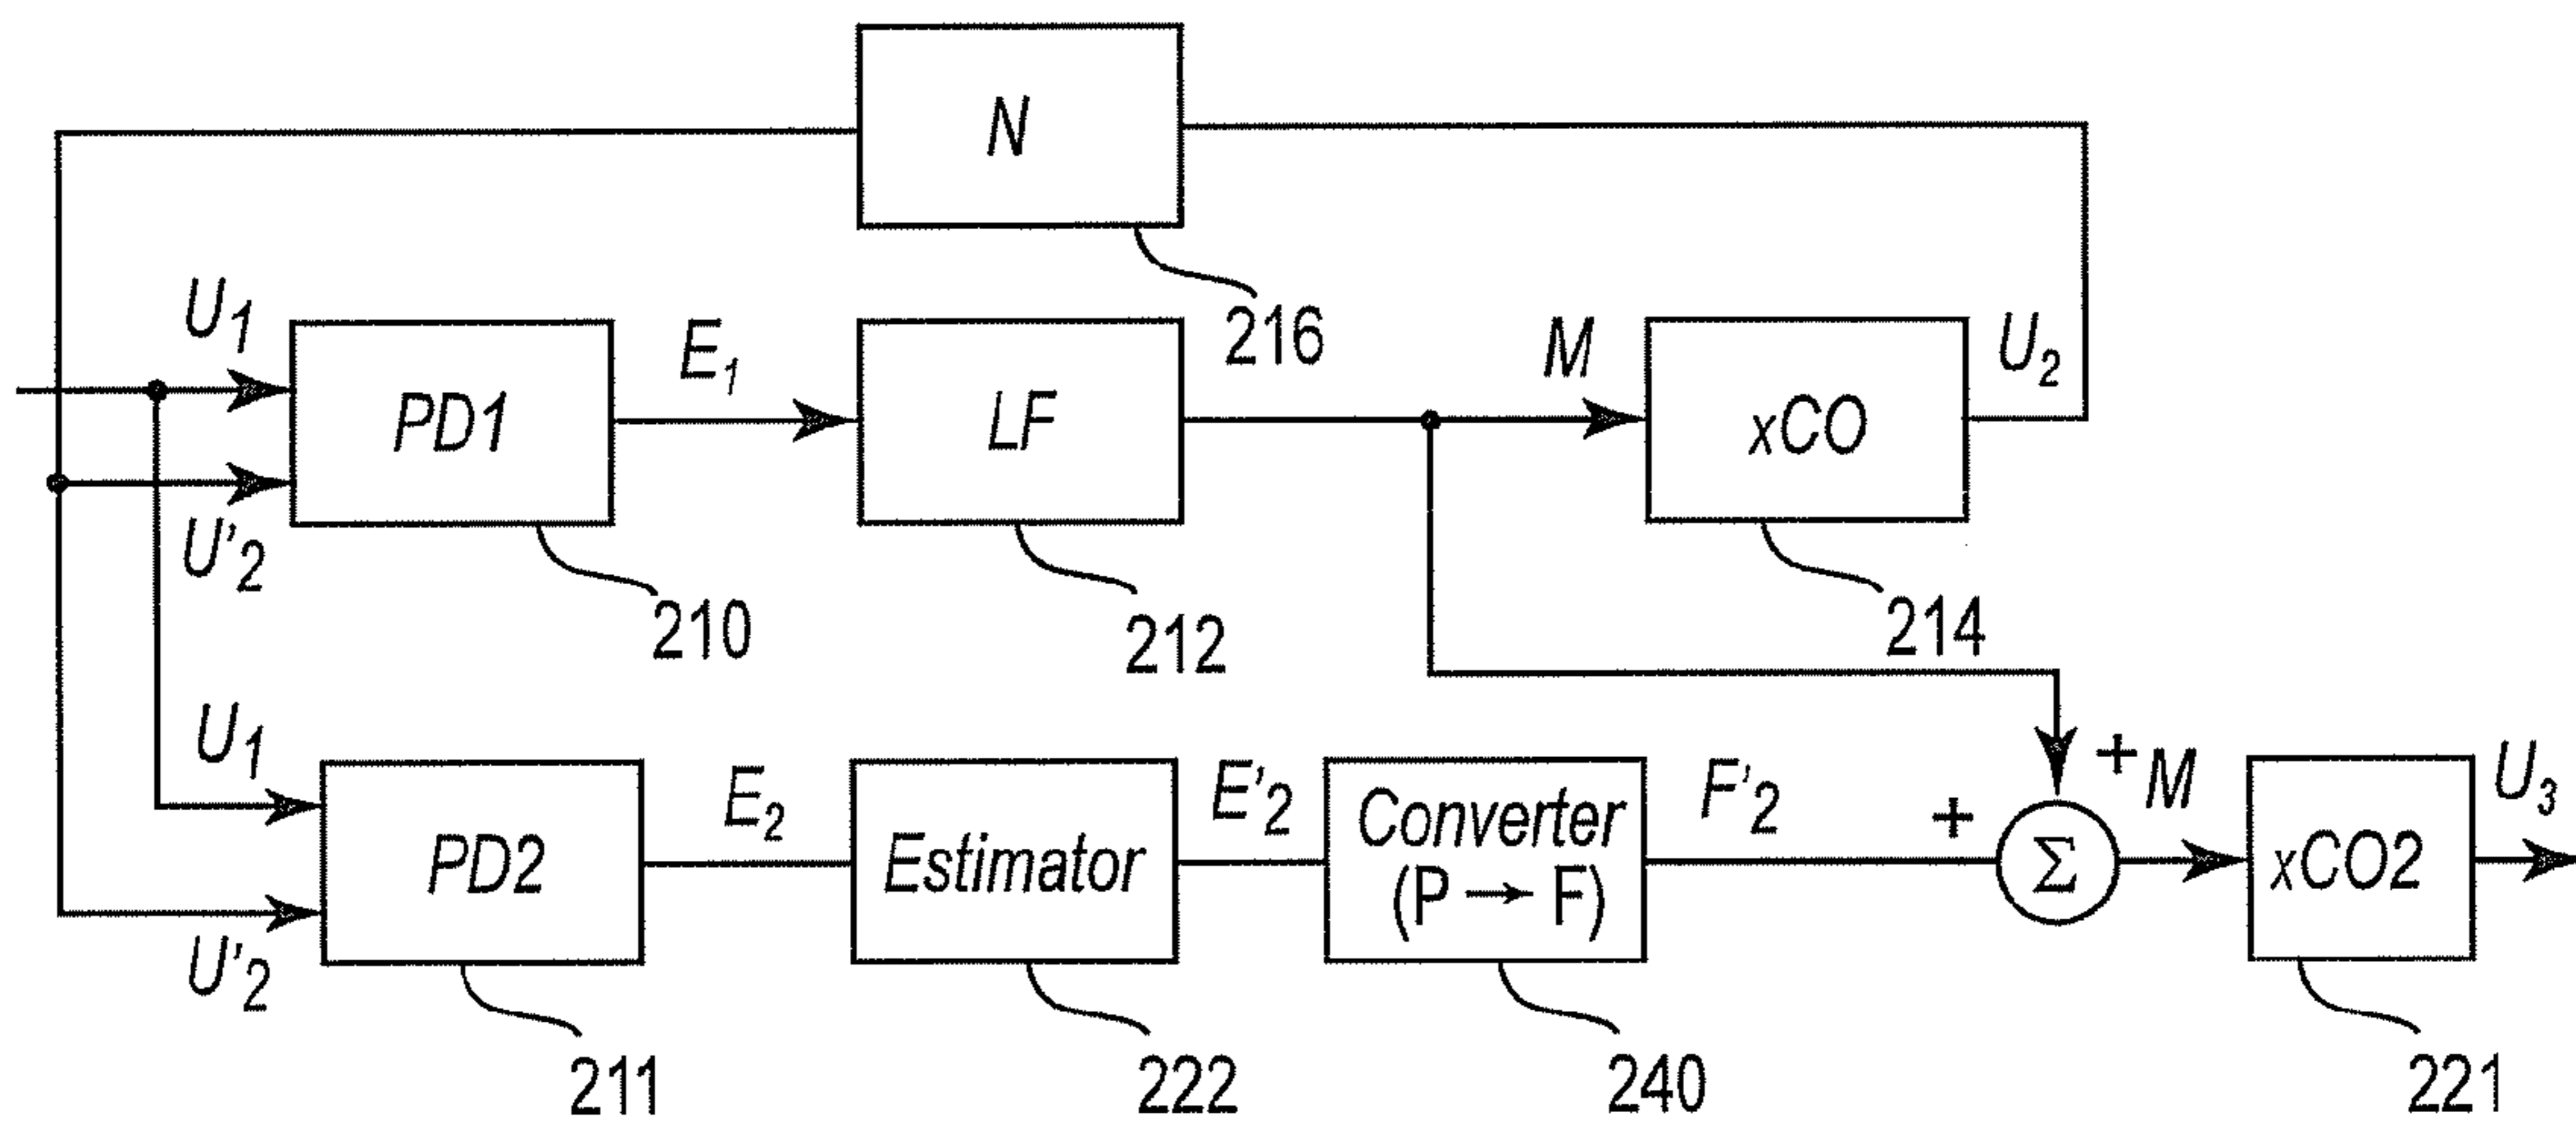 N
216
U1
E1
M
U2
PD1
LF
xCO
U'2
210
212
214
U1
E2
E'2
F'2
+
+
M
U3
PD2
Estimator
Converter
(P → F)
Σ
xCO2
U'2
211
222
240
221